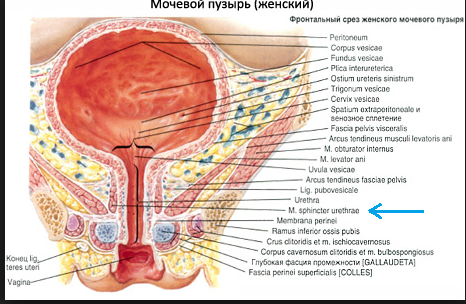 Мочевой пузырь (женский)
Фронтальный срез женского мочевого пузыря
Peritoneum
Corpus vesicae
Fundus vesicae
Plica interureterica
Ostium ureteris sinistrum
Trigonum vesicae
Cervix vesicae
Spatium extraperitoneale и
венозное сплетение
Fascia pelvis visceralis
Arcus tendineus musculi levatoris ani
M. obturator internus
M. levator ani
Uvula vesicae
Arcus tendineus fasciae pelvis
Lig. pubovesicale
Urethra
M. sphincter urethrae
Membrana perinei
Ramus inferior ossis pubis
Crus clitoridis et m. ischiocavernosus
Corpus cavernosum clitoridis et m. bulbospongiosus
Глубокая фасция промежности [GALLAUDETA]
Fascia perinei superficialis [COLLES]
Конец lig.
teres uteri
Vagina